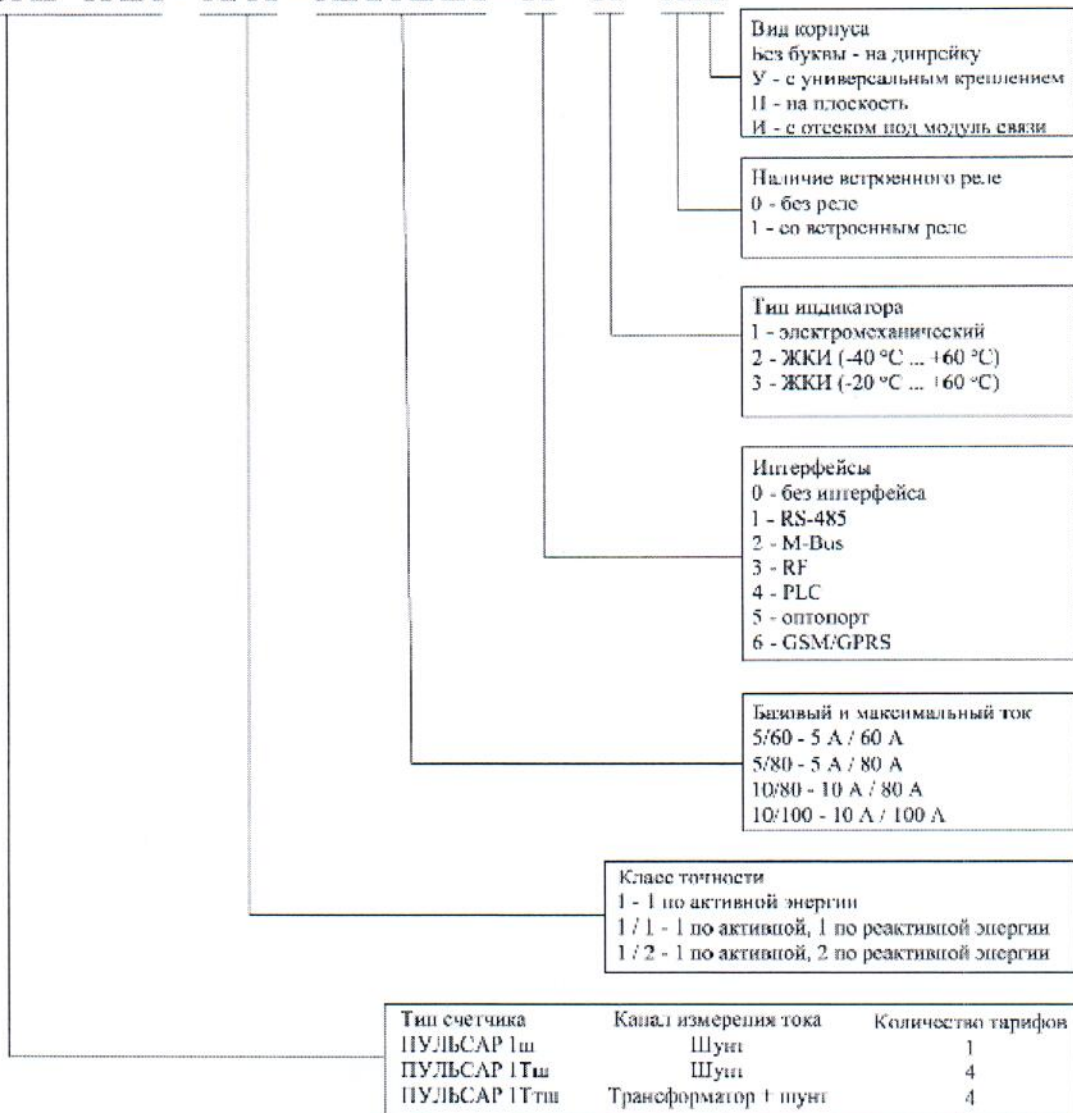 Вид корпуса
Без буквы - на динрейку
У - с универсальным креплением
П - на плоскость
И - с отсеком под модуль связи
Наличие встроенного реле
0 - без реле
1 - со встроенным реле
Тип индикатора
1 - электромеханический
2 - ЖКИ (-40 °C ... +60 °C)
3 - ЖКИ (-20 °C ... +60 °C)
Интерфейсы
0 - без интерфейса
1 - RS-485
2 - M-Bus
3 - RF
4 - PLC
5 - оптопорт
6 - GSM/GPRS
Базовый и максимальный ток
5/60 - 5 А / 60 А
5/80 - 5 А / 80 А
10/80 - 10 А / 80 А
10/100 - 10 А / 100 А
Класс точности
1 - 1 по активной энергии
1 / 1 - 1 по активной, 1 по реактивной энергии
1 / 2 - 1 по активной, 2 по реактивной энергии
Тип счетчика Канал измерения тока Количество тарифов
ПУЛЬСАР 1ш Шунт 1
ПУЛЬСАР 1Тш Шунт 4
ПУЛЬСАР 1Ттш Трансформатор + шунт 4